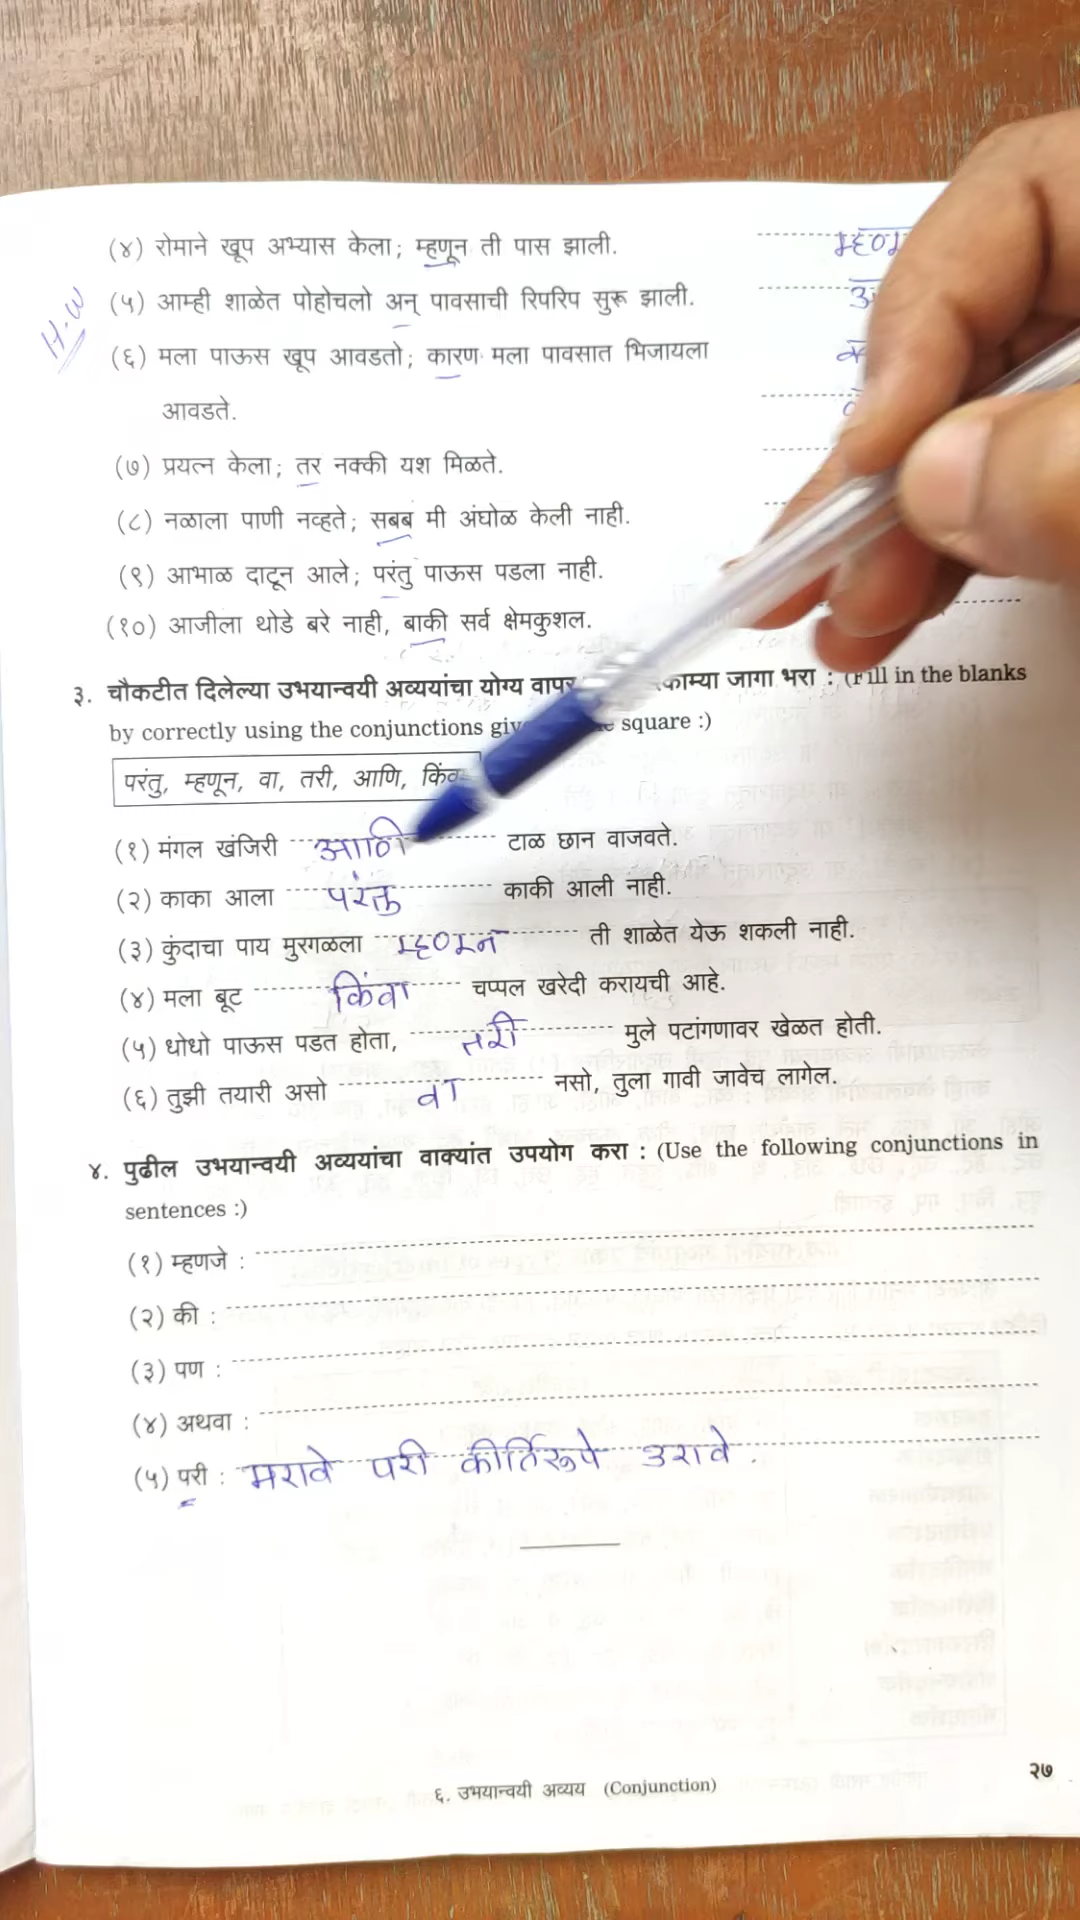 (४) रोमाने खूप अभ्यास केला; म्हणून ती पास झाली.
H.W
(५) आम्ही शाळेत पोहोचलो अन् पावसाची रिपरिप सुरू झाली.
(६) मला पाऊस खूप आवडतो; कारण मला पावसात भिजायला
आवडते.
(७) प्रयत्न केला; तर नक्की यश मिळते.
(८) नळाला पाणी नव्हते; सबब मी अंघोळ केली नाही.
(९) आभाळ दाटून आले; परंतु पाऊस पडला नाही.
(१०) आजीला थोडे बरे नाही, बाकी सर्व क्षेमकुशल.
३. चौकटीत दिलेल्या उभयान्वयी अव्ययांचा योग्य वापर जागा भरा : (Fill in the blanks
by correctly using the conjunctions square :)
परंतु, म्हणून, वा, तरी, आणि,
(१) मंगल खंजिरी आणि टाळ छान वाजवते.
(२) काका आला परंतु काकी आली नाही.
(३) कुंदाचा पाय मुरगळला म्हणून ती शाळेत येऊ शकली नाही.
(४) मला बूट किंवा चप्पल खरेदी करायची आहे.
(५) धोधो पाऊस पडत होता, तरी मुले पटांगणावर खेळत होती.
(६) तुझी तयारी असो वा नसो, तुला गावी जावेच लागेल.
४. पुढील उभयान्वयी अव्ययांचा वाक्यांत उपयोग करा : (Use the following conjunctions in
sentences :)
(१) म्हणजे :
(२) की :
(३) पण :
(४) अथवा :
(५) परी : मरावे परी कीर्तिरूपे उरावे.
६. उभयान्वयी अव्यय (Conjunction)
२७